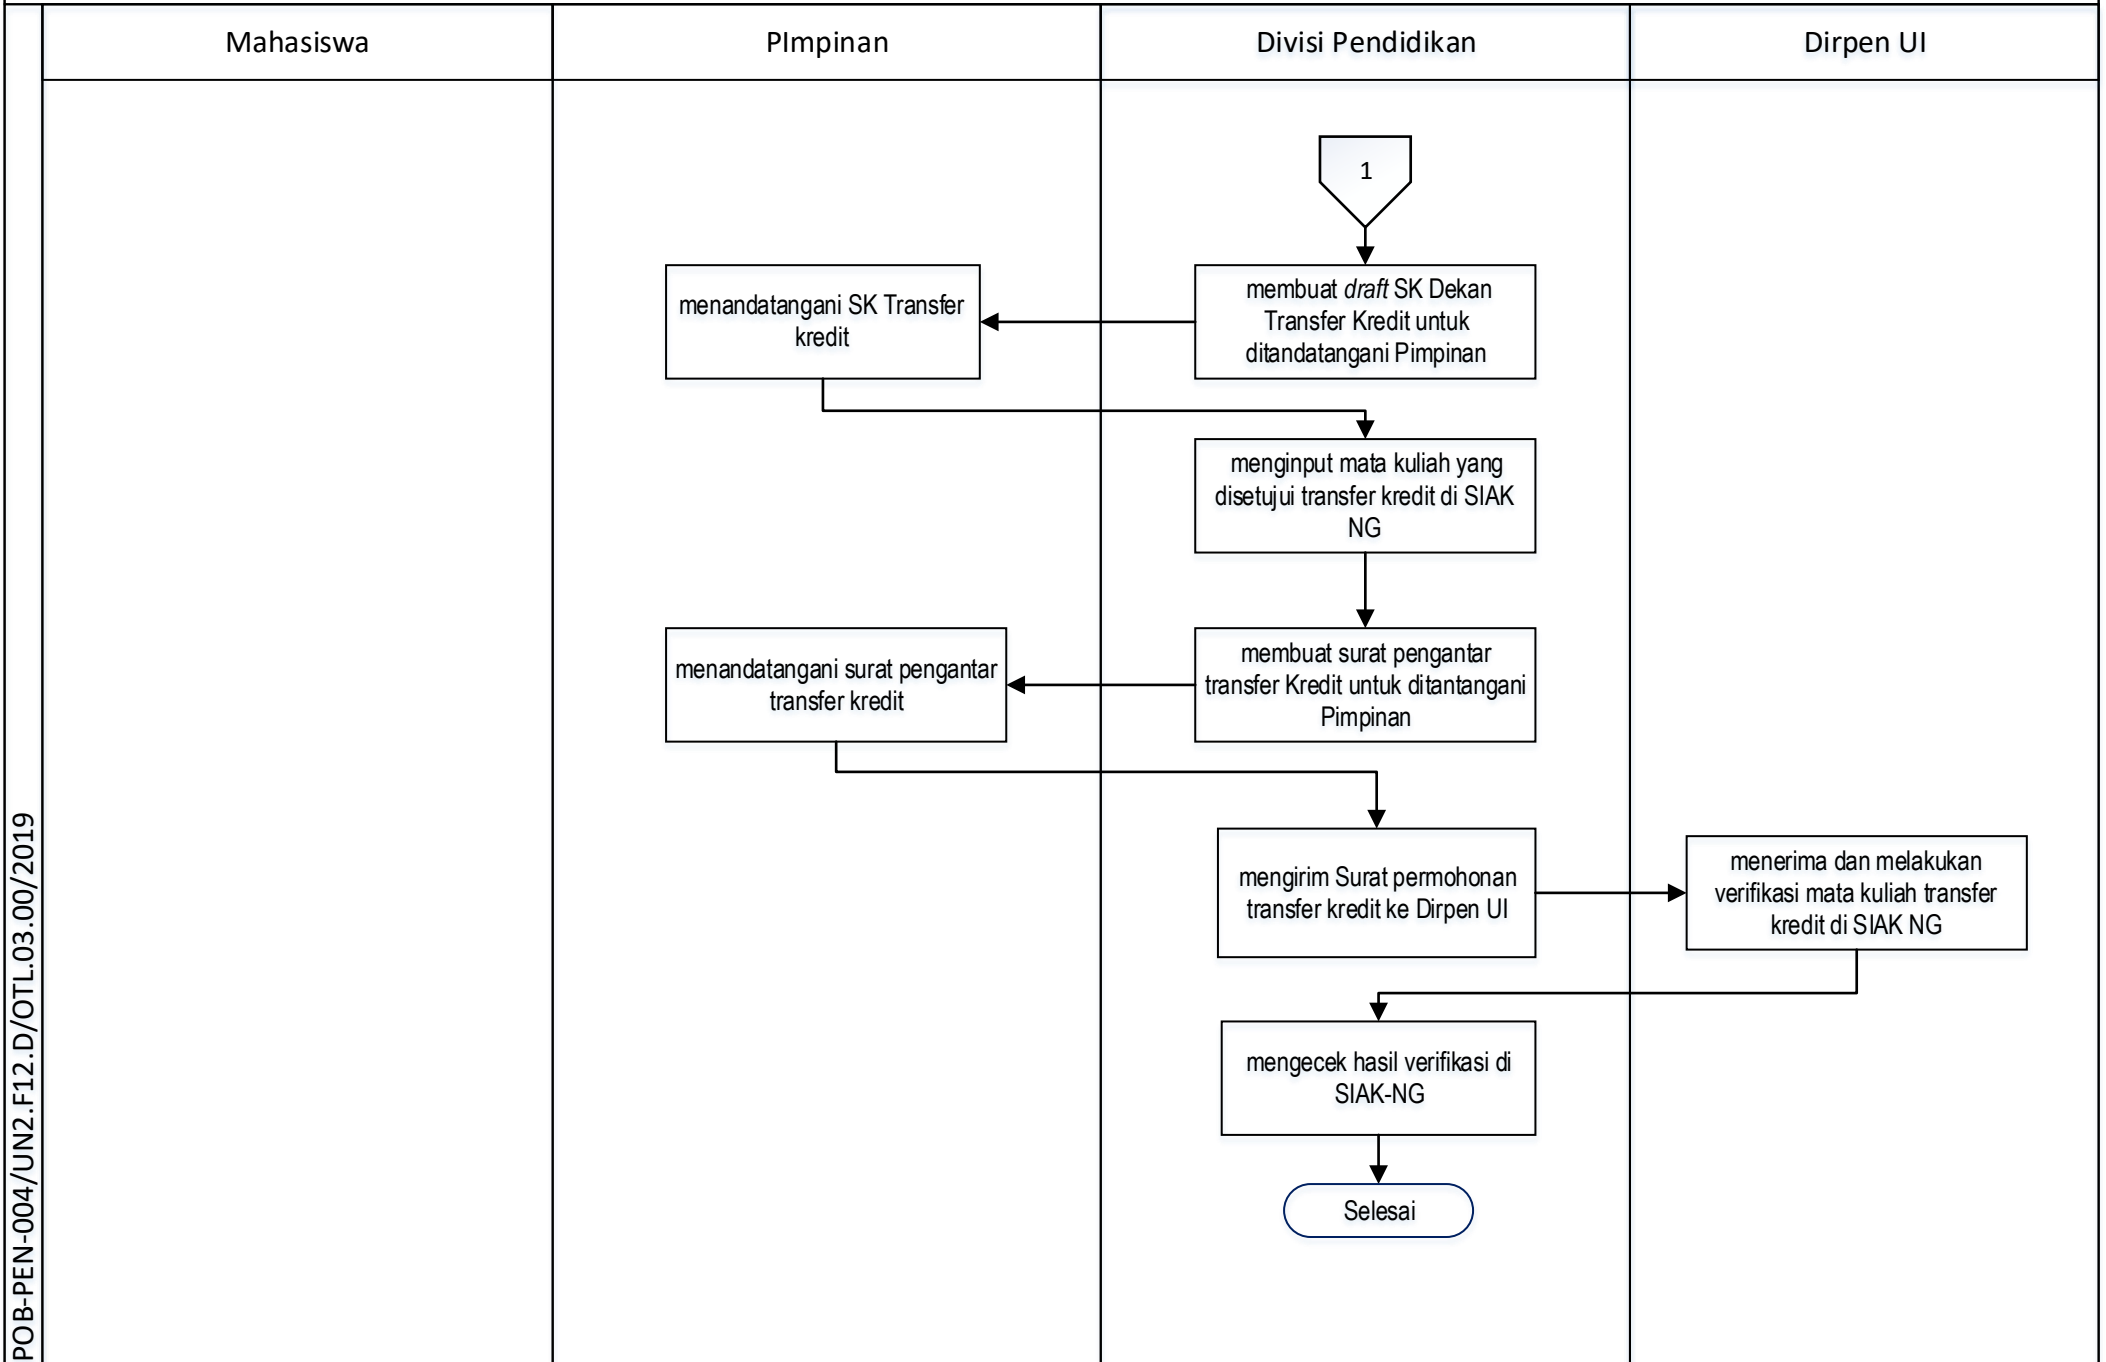 Mahasiswa
PImpinan
Divisi Pendidikan
Dirpen UI
1
membuat draft SK Dekan
Transfer Kredit untuk
ditandatangani Pimpinan
menandatangani SK Transfer
kredit
menginput mata kuliah yang
disetujui transfer kredit di SIAK
NG
membuat surat pengantar
transfer Kredit untuk ditantangani
Pimpinan
menandatangani surat pengantar
transfer kredit
mengirim Surat permohonan
transfer kredit ke Dirpen UI
menerima dan melakukan
verifikasi mata kuliah transfer
kredit di SIAK NG
mengecek hasil verifikasi di
SIAK-NG
Selesai
POB-PEN-004/UN2.F12.D/OTL.03.00/2019